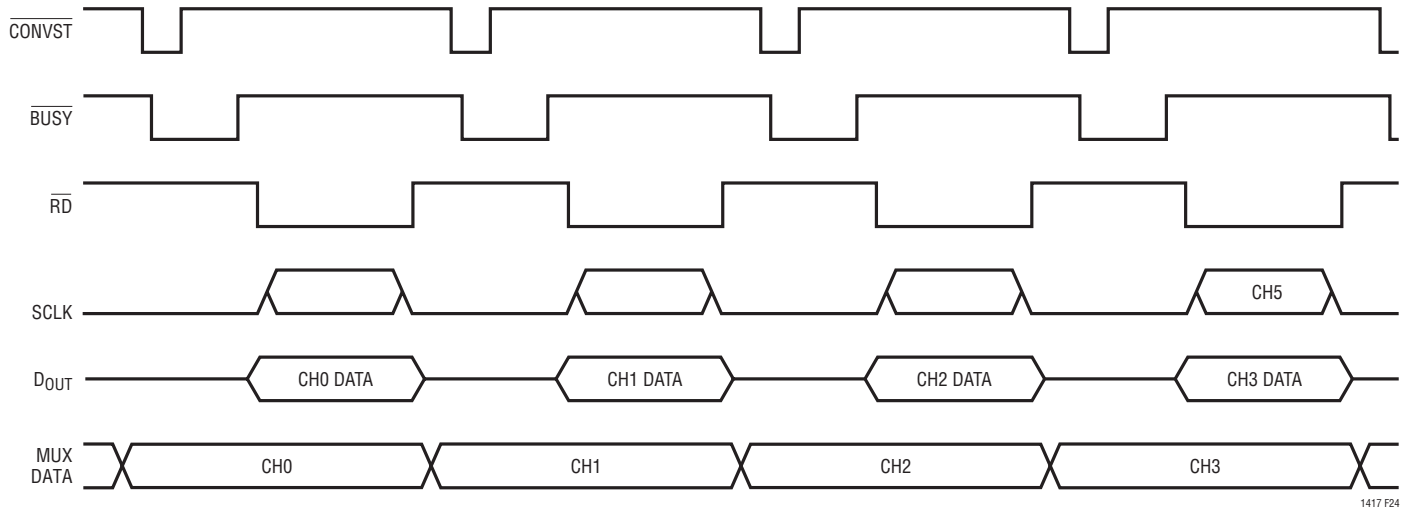 CONVST
BUSY
RD
SCLK
CH5
DOUT
CH0 DATA
CH1 DATA
CH2 DATA
CH3 DATA
MUX
DATA
CH0
CH1
CH2
CH3
1417 F24